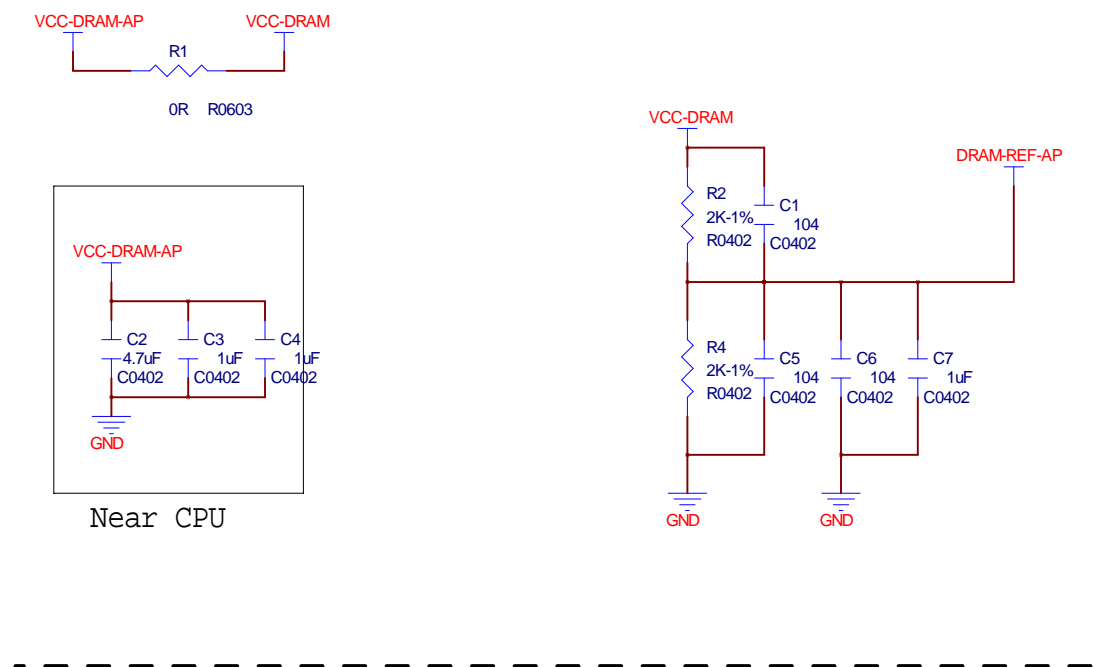 VCC-DRAM-AP
VCC-DRAM
R1
0R R0603
VCC-DRAM-AP
C2
4.7uF
C0402
C3
1uF
C0402
C4
1uF
C0402
GND
Near CPU
VCC-DRAM
DRAM-REF-AP
R2
2K-1%
R0402
C1
104
C0402
R4
2K-1%
R0402
C5
104
C0402
C6
104
C0402
C7
1uF
C0402
GND
GND